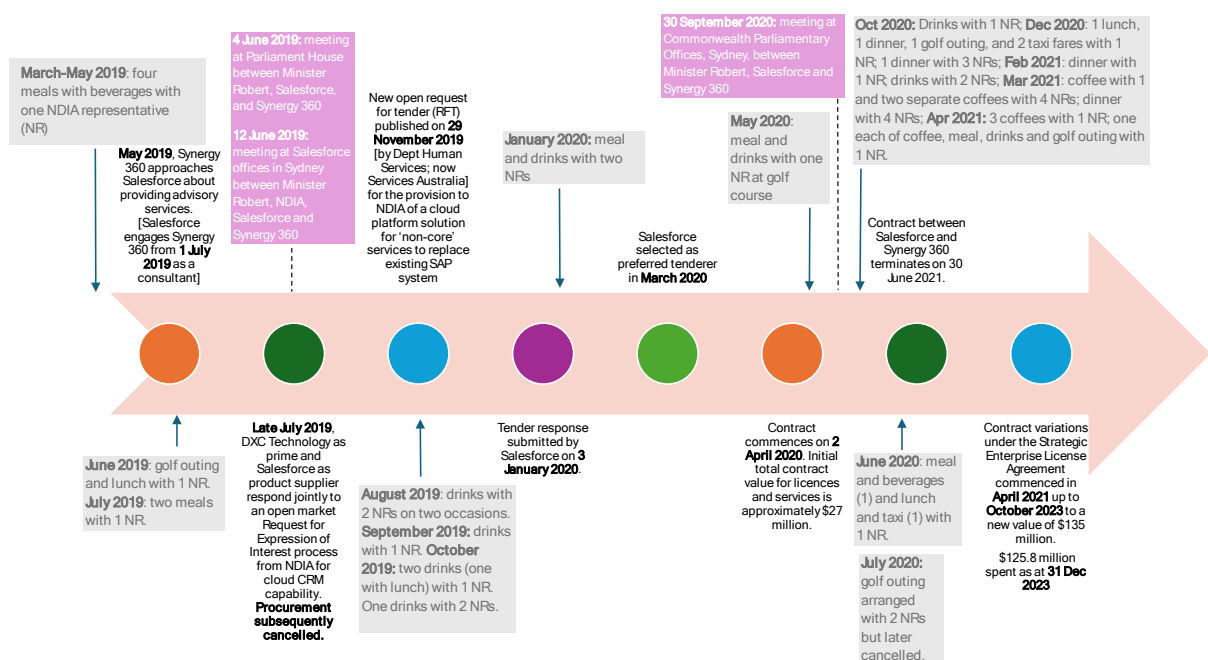 March-May 2019: four
meals with beverages with
one NDIA representative
(NR)
May 2019, Synergy
360 approaches
Salesforce about
providing advisory
services.
[Salesforce
engages Synergy
360 from 1 July
2019 as a
consultant]
4 June 2019: meeting
at Parliament House
between Minister
Robert, Salesforce,
and Synergy 360
12 June 2019:
meeting at Salesforce
offices in Sydney
between Minister
Robert, NDIA,
Salesforce and
Synergy 360
New open request
for tender (RFT)
published on 29
November 2019
[by Dept Human
Services; now
Services Australia]
for the provision to
NDIA of a cloud
platform solution
for ‘non-core’
services to replace
existing SAP
system
January 2020: meal
and drinks with two
NRs
Salesforce
selected as
preferred tenderer
in March 2020
30 September 2020: meeting at
Commonwealth Parliamentary
Offices, Sydney, between
Minister Robert, Salesforce and
Synergy 360
May 2020:
meal and
drinks with one
NR at golf
course
Oct 2020: Drinks with 1 NR; Dec 2020: 1 lunch,
1 dinner, 1 golf outing, and 2 taxi fares with 1
NR; 1 dinner with 3 NRs; Feb 2021: dinner with
1 NR; drinks with 2 NRs; Mar 2021: coffee with 1
and two separate coffees with 4 NRs; dinner
with 4 NRs; Apr 2021: 3 coffees with 1 NR; one
each of coffee, meal, drinks and golf outing with
1 NR.
Contract between
Salesforce and
Synergy 360
terminates on 30
June 2021.
June 2019: golf outing
and lunch with 1 NR.
July 2019: two meals
with 1 NR.
Late July 2019,
DXC Technology as
prime and
Salesforce as
product supplier
respond jointly to
an open market
Request for
Expression of
Interest process
from NDIA for
cloud CRM
capability.
Procurement
subsequently
cancelled.
August 2019: drinks with
2 NRs on two occasions.
September 2019: drinks
with 1 NR. October
2019: two drinks (one
with lunch) with 1 NR.
One drinks with 2 NRs.
Tender response
submitted by
Salesforce on 3
January 2020.
Contract
commences on 2
April 2020. Initial
total contract
value for licences
and services is
approximately $27
million.
June 2020: meal
and beverages
(1) and lunch
and taxi (1) with
1 NR.
July 2020:
golf outing
arranged
with 2 NRs
but later
cancelled.
Contract variations
under the Strategic
Enterprise License
Agreement
commenced in
April 2021 up to
October 2023 to a
new value of $135
million.
$125.8 million
spent as at 31 Dec
2023